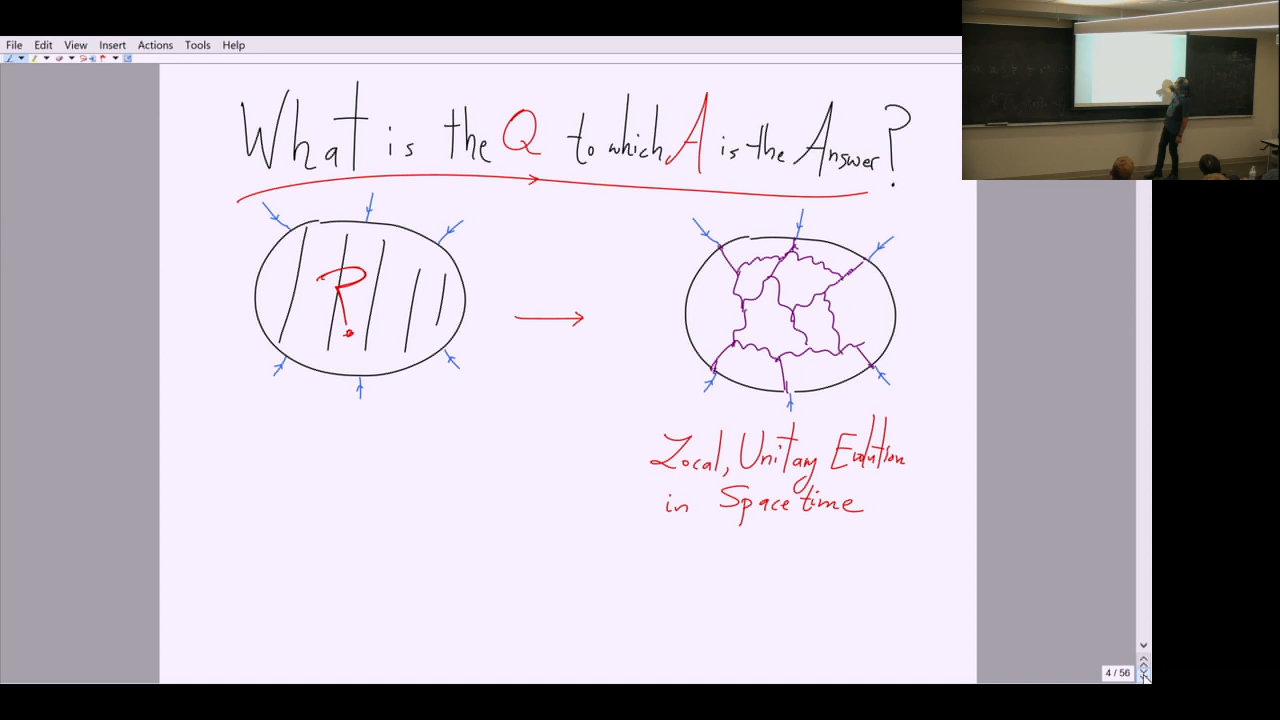 File Edit View Insert Actions Tools Help
What is the Q to which A is the Answer?
?
Local, Unitary Evolution
in Spacetime
4 / 56